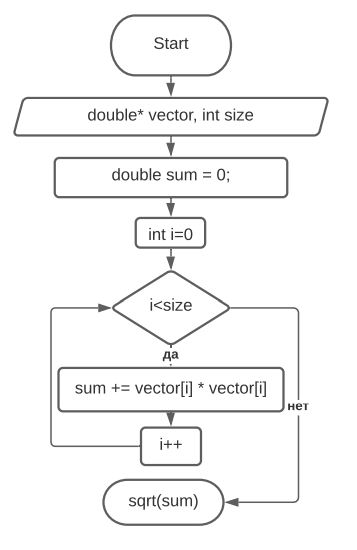 Start
double* vector, int size
double sum = 0;
int i=0
i<size
да
sum += vector[i] * vector[i]
нет
i++
sqrt(sum)